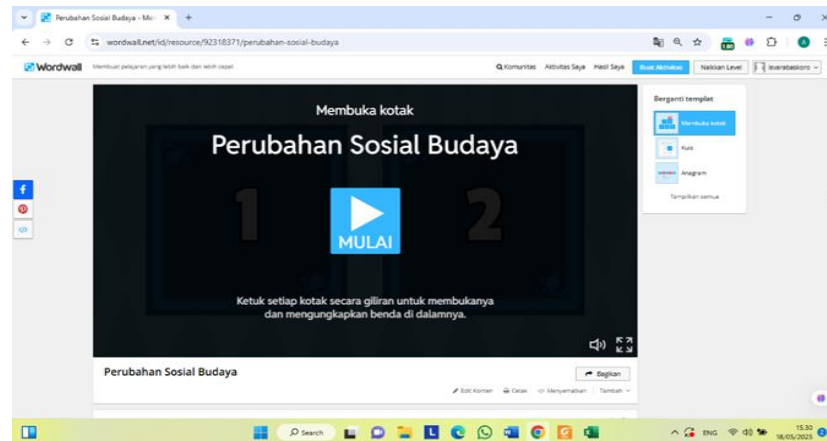 Perubahan Sosial Budaya - Me
wordwall.net/id/resource/92318371/perubahan-sosial-budaya
Wordwall
Membuat pelajaran yang lebih baik dan lebih cepat
Komunitas Aktivitas Saya Hasil Saya Buat Aktivitas Naikkan Level
Membuka kotak
Perubahan Sosial Budaya
1 2
MULAI
Ketuk setiap kotak secara giliran untuk membukanya
dan mengungkapkan benda di dalamnya.
Berganti templat
Membuka kotak
Kuis
Anagram
Tampilkan semua
Perubahan Sosial Budaya
Bagikan
Edit Konten Cetak Menyematkan Tambah
Search
ENG
15.30
18/05/2025